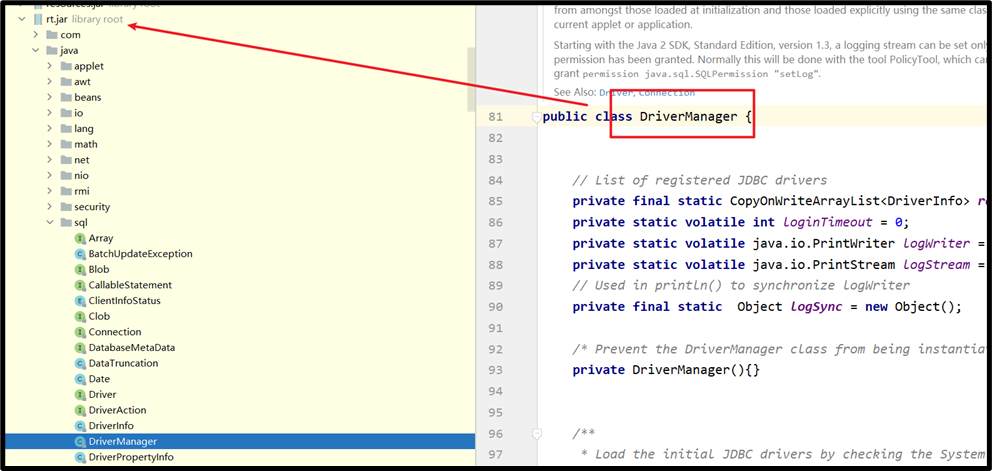 resources.jar library root
rt.jar library root
com
java
applet
awt
beans
io
lang
math
net
nio
rmi
security
sql
Array
BatchUpdateException
Blob
CallableStatement
ClientInfoStatus
Clob
Connection
DatabaseMetaData
DataTruncation
Date
Driver
DriverAction
DriverInfo
DriverManager
DriverPropertyInfo
from amongst those loaded at initialization and those loaded explicitly using the same class
current applet or application.
Starting with the Java 2 SDK, Standard Edition, version 1.3, a logging stream can be set only
permission has been granted. Normally this will be done with the tool PolicyTool, which can
grant permission java.sql.SQLPermission "setLog".
See Also: Driver, Connection
81 public class DriverManager {
82
83
84 // List of registered JDBC drivers
85 private final static CopyOnWriteArrayList<DriverInfo> re
86 private static volatile int loginTimeout = 0;
87 private static volatile java.io.PrintWriter logWriter =
88 private static volatile java.io.PrintStream logStream =
89 // Used in println() to synchronize logWriter
90 private final static Object logSync = new Object();
91
92 /* Prevent the DriverManager class from being instantia
93 private DriverManager(){}
94
95
96 /**
97 * Load the initial JDBC drivers by checking the System